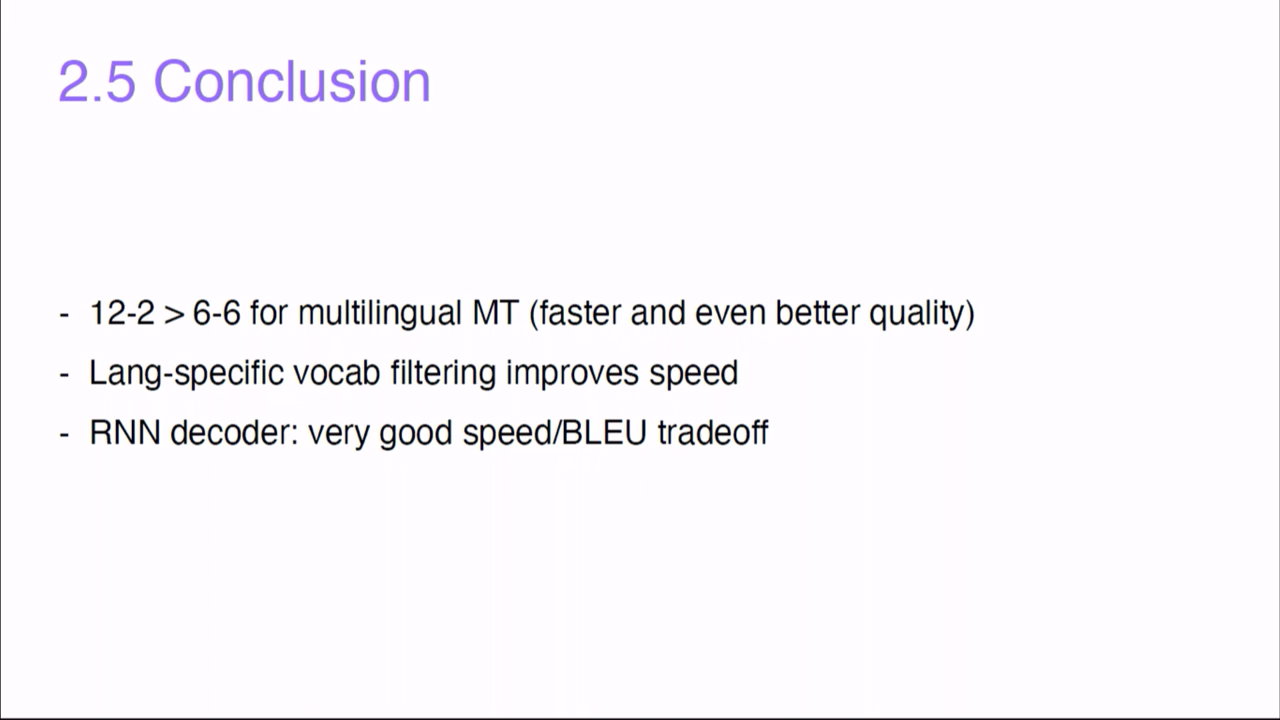 2.5 Conclusion
- 12-2 > 6-6 for multilingual MT (faster and even better quality)
- Lang-specific vocab filtering improves speed
- RNN decoder: very good speed/BLEU tradeoff